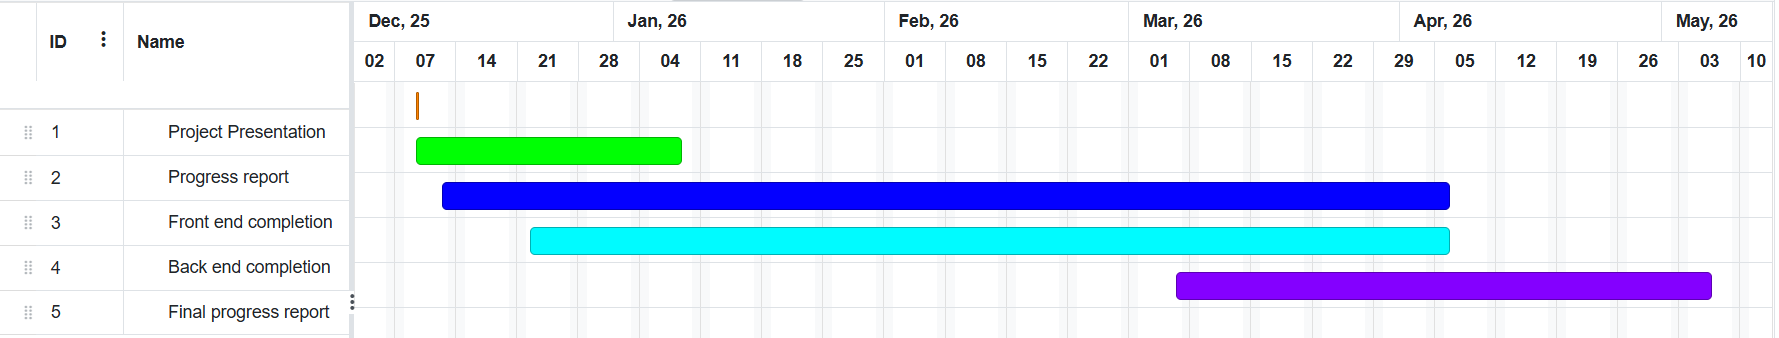 Dec, 25 Jan, 26 Feb, 26 Mar, 26 Apr, 26 May, 26
ID Name
02 07 14 21 28 04 11 18 25 01 08 15 22 01 08 15 22 29 05 12 19 26 03 10
1 Project Presentation
2 Progress report
3 Front end completion
4 Back end completion
5 Final progress report